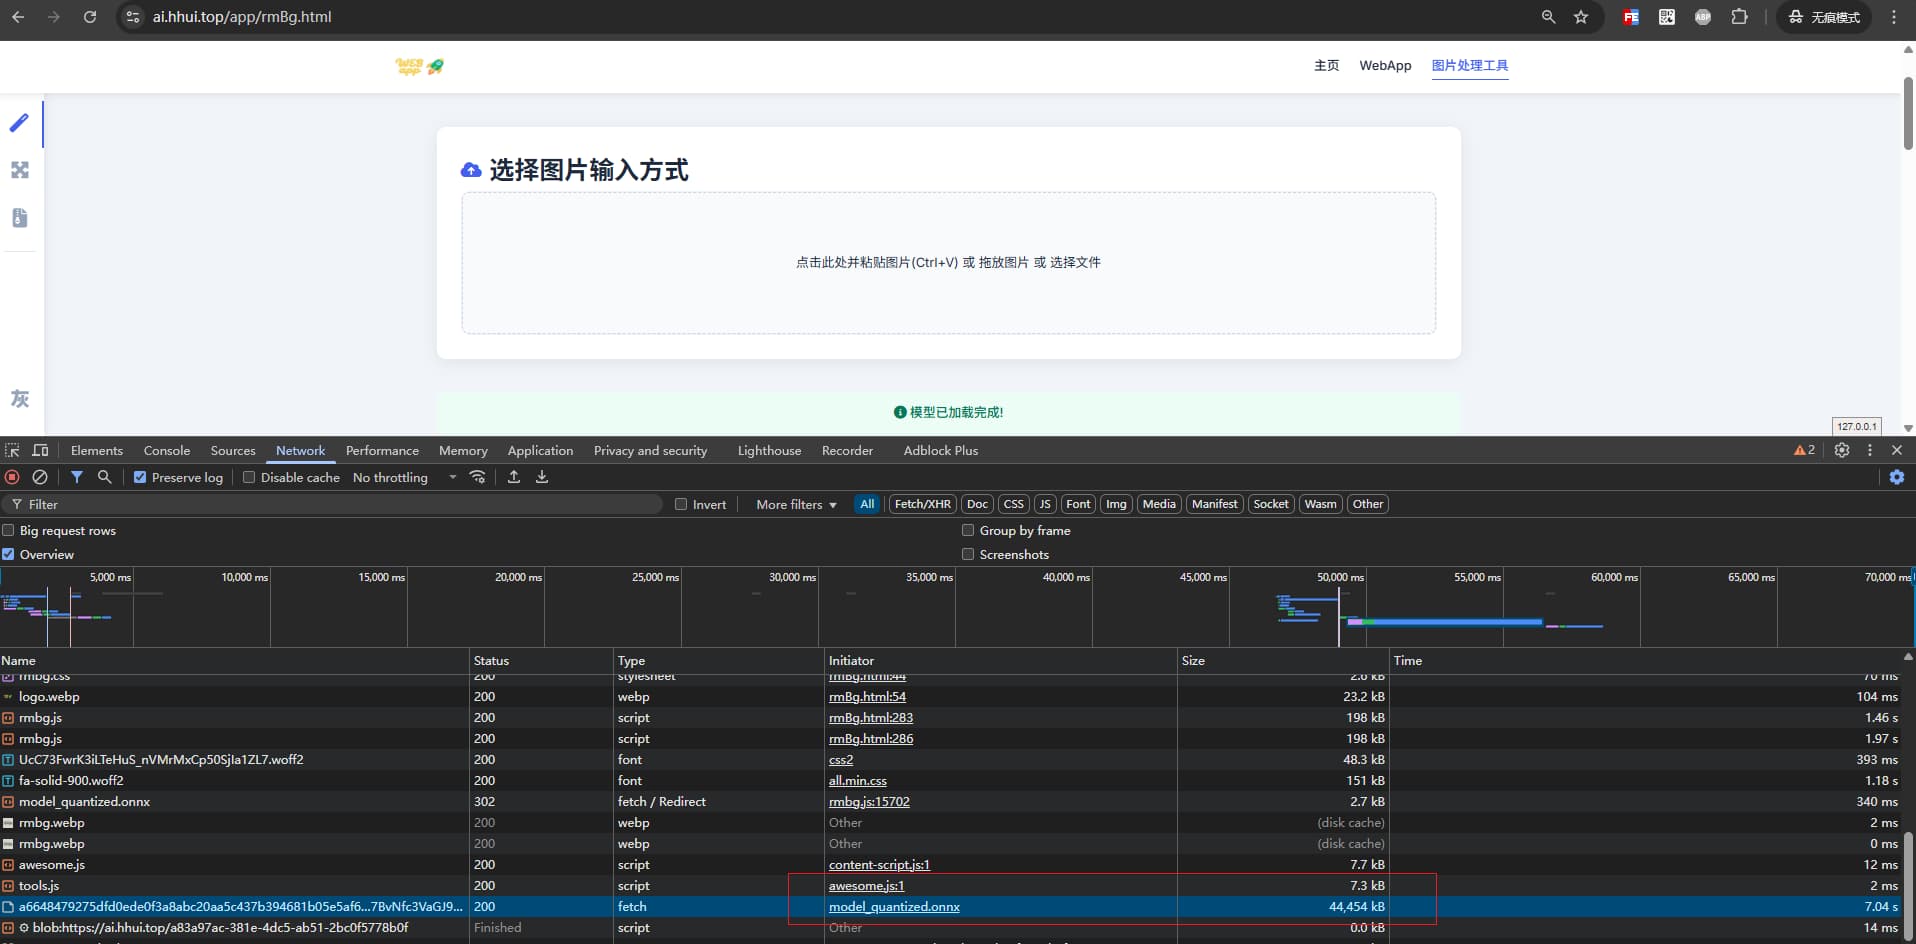 ai.hhui.top/app/rmBg.html
FE
ABP
无痕模式
WEB
app
主页 WebApp 图片处理工具
选择图片输入方式
点击此处并粘贴图片(Ctrl+V) 或 拖放图片 或 选择文件
灰
模型已加载完成!
127.0.0.1
Elements Console Sources Network Performance Memory Application Privacy and security Lighthouse Recorder Adblock Plus 2
Preserve log Disable cache No throttling
Filter Invert More filters All Fetch/XHR Doc CSS JS Font Img Media Manifest Socket Wasm Other
Big request rows Group by frame
Overview Screenshots
5,000 ms 10,000 ms 15,000 ms 20,000 ms 25,000 ms 30,000 ms 35,000 ms 40,000 ms 45,000 ms 50,000 ms 55,000 ms 60,000 ms 65,000 ms 70,000 ms
Name Status Type Initiator Size Time
rmbg.css 200 stylesheet rmBg.html:44 2.6 kB 70 ms
logo.webp 200 webp rmBg.html:54 23.2 kB 104 ms
rmbg.js 200 script rmBg.html:283 198 kB 1.46 s
rmbg.js 200 script rmBg.html:286 198 kB 1.97 s
UcC73FwrK3iLTeHuS_nVMrMxCp50SjIa1ZL7.woff2 200 font css2 48.3 kB 393 ms
fa-solid-900.woff2 200 font all.min.css 151 kB 1.18 s
model_quantized.onnx 302 fetch / Redirect rmbg.js:15702 2.7 kB 340 ms
rmbg.webp 200 webp Other (disk cache) 2 ms
rmbg.webp 200 webp Other (disk cache) 0 ms
awesome.js 200 script content-script.js:1 7.7 kB 12 ms
tools.js 200 script awesome.js:1 7.3 kB 2 ms
a6648479275dfd0ede0f3a8abc20aa5c437b394681b05e5af6...7BvNfc3VaGJ9... 200 fetch model_quantized.onnx 44,454 kB 7.04 s
blob:https://ai.hhui.top/a83a97ac-381e-4dc5-ab51-2bc0f5778b0f Finished script Other 0.0 kB 14 ms